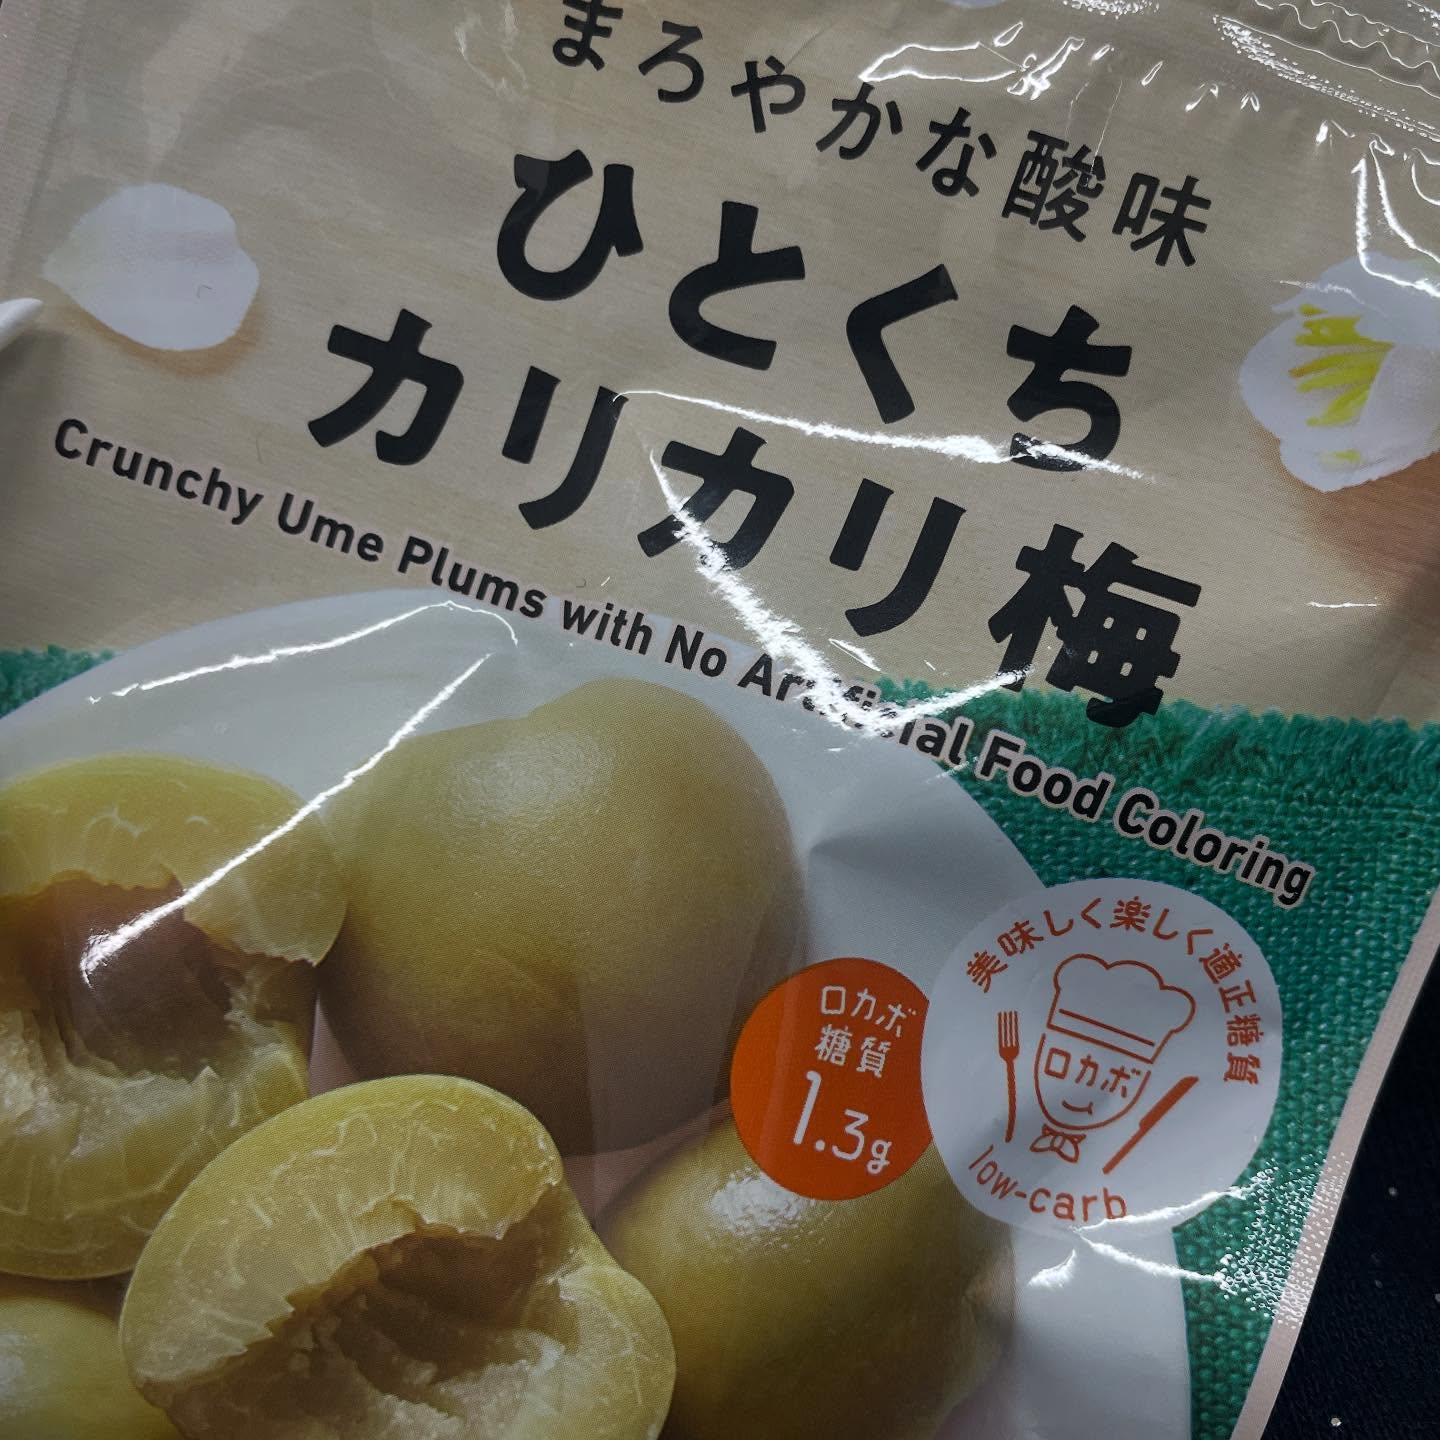 まろやかな酸味
ひとくち
カリカリ梅
Crunchy Ume Plums with No Artificial Food Coloring
ロカボ
糖質
1.3g
美味しく楽しく適正糖質
ロカボ
low-carb